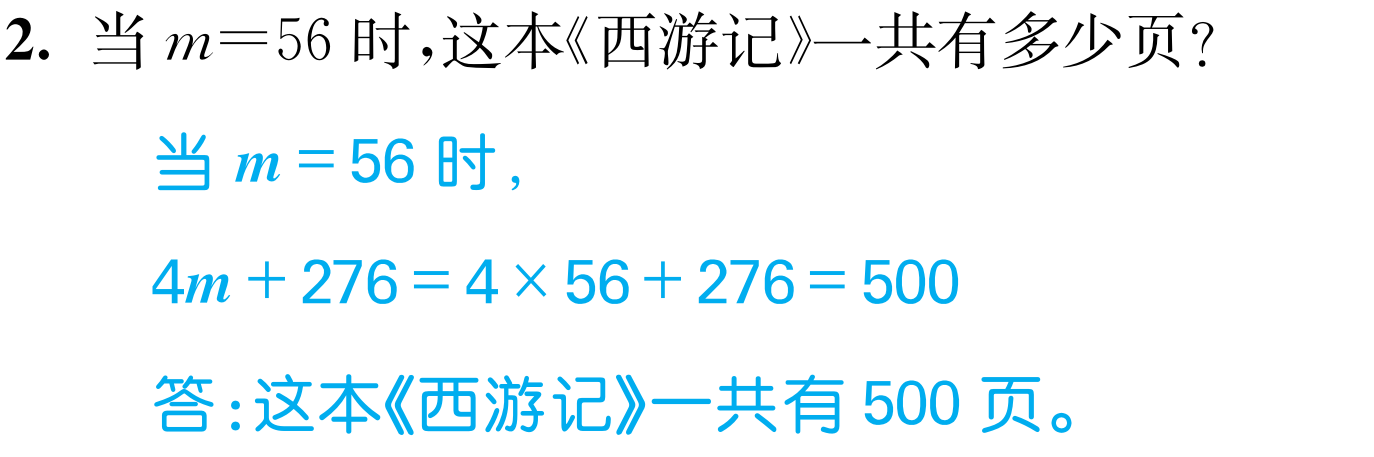 2. 当 m=56 时,这本《西游记》一共有多少页?
当 m = 56 时,
4m + 276 = 4 × 56 + 276 = 500
答:这本《西游记》一共有 500 页。